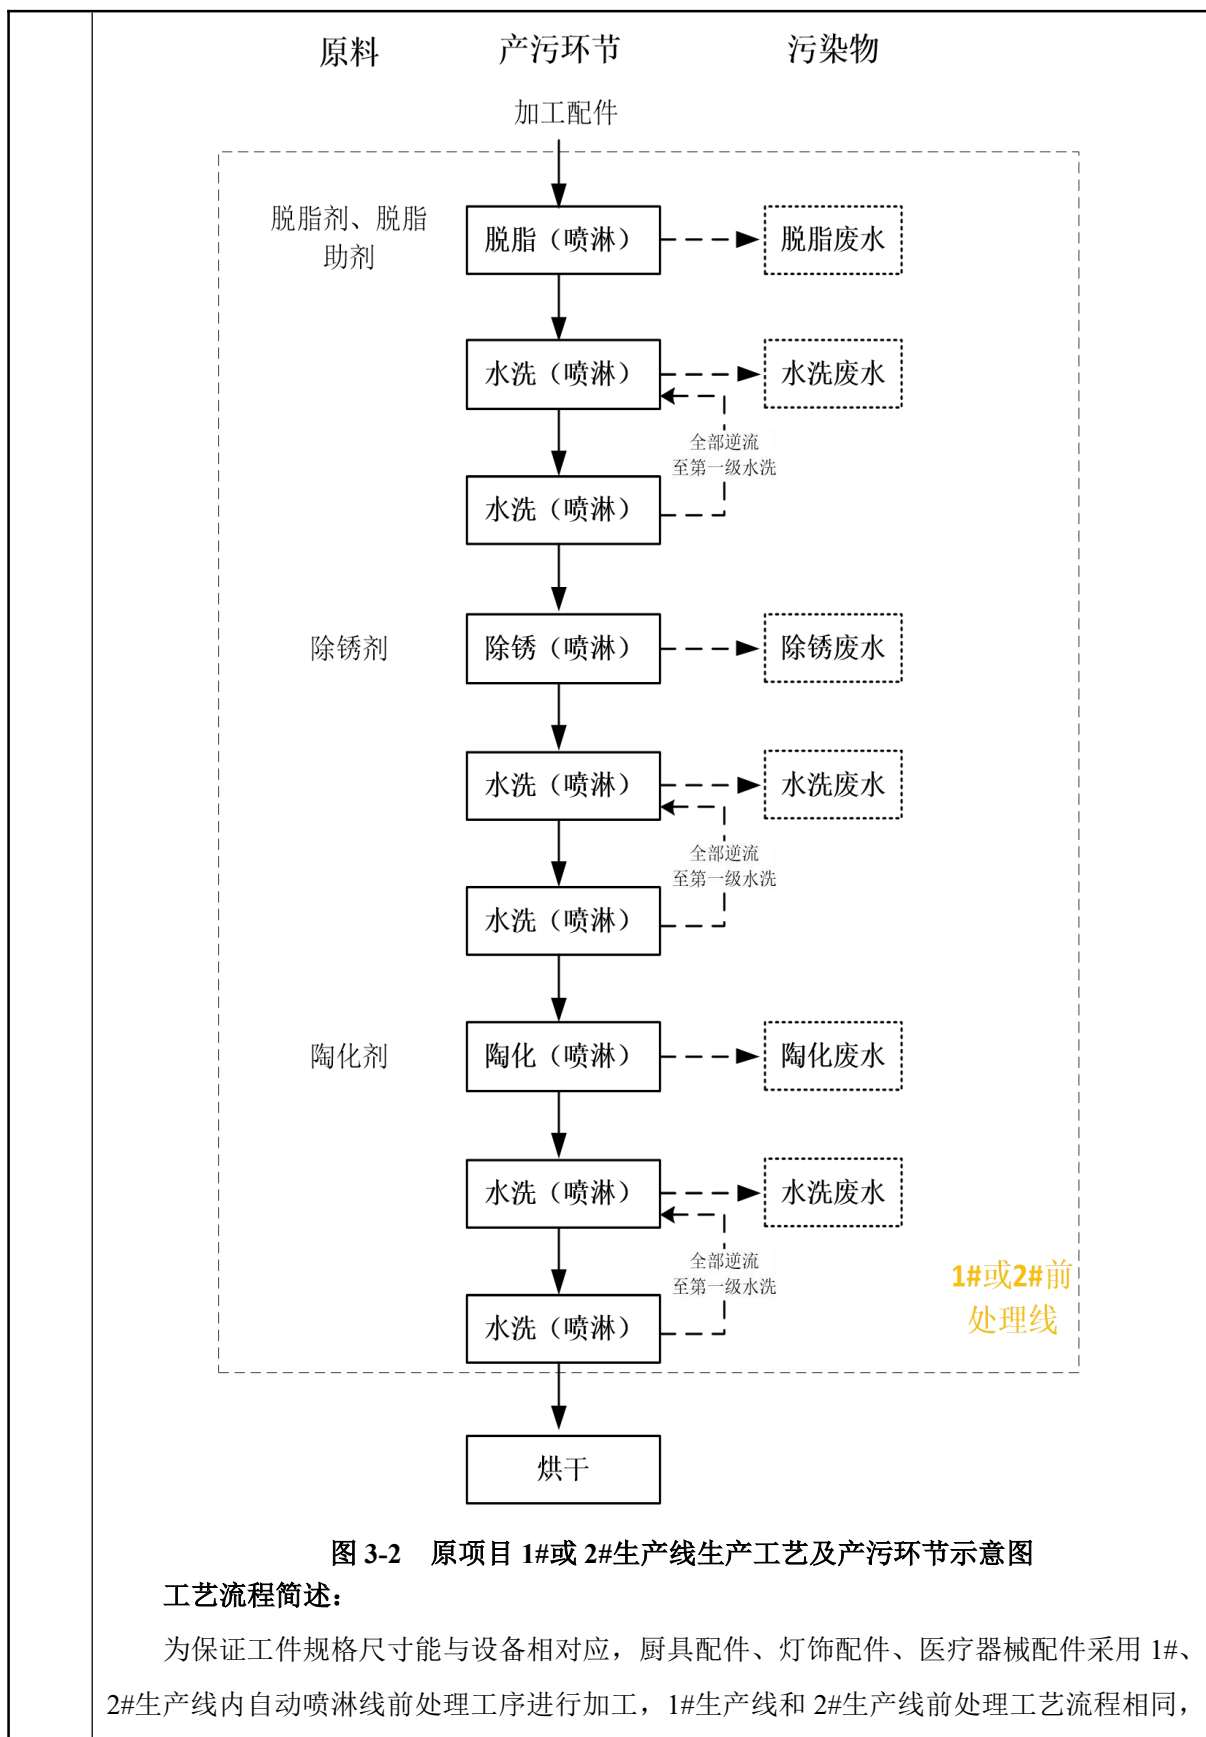 原料 产污环节 污染物
加工配件
脱脂剂、脱脂
助剂
脱脂（喷淋） 脱脂废水
水洗（喷淋） 水洗废水
全部逆流
至第一级水洗
水洗（喷淋）
除锈剂 除锈（喷淋） 除锈废水
水洗（喷淋） 水洗废水
全部逆流
至第一级水洗
水洗（喷淋）
陶化剂 陶化（喷淋） 陶化废水
水洗（喷淋） 水洗废水
全部逆流
至第一级水洗
水洗（喷淋）
1#或2#前
处理线
烘干
图 3-2 原项目 1#或 2#生产线生产工艺及产污环节示意图
工艺流程简述：
为保证工件规格尺寸能与设备相对应，厨具配件、灯饰配件、医疗器械配件采用 1#、
2#生产线内自动喷淋线前处理工序进行加工，1#生产线和 2#生产线前处理工艺流程相同，